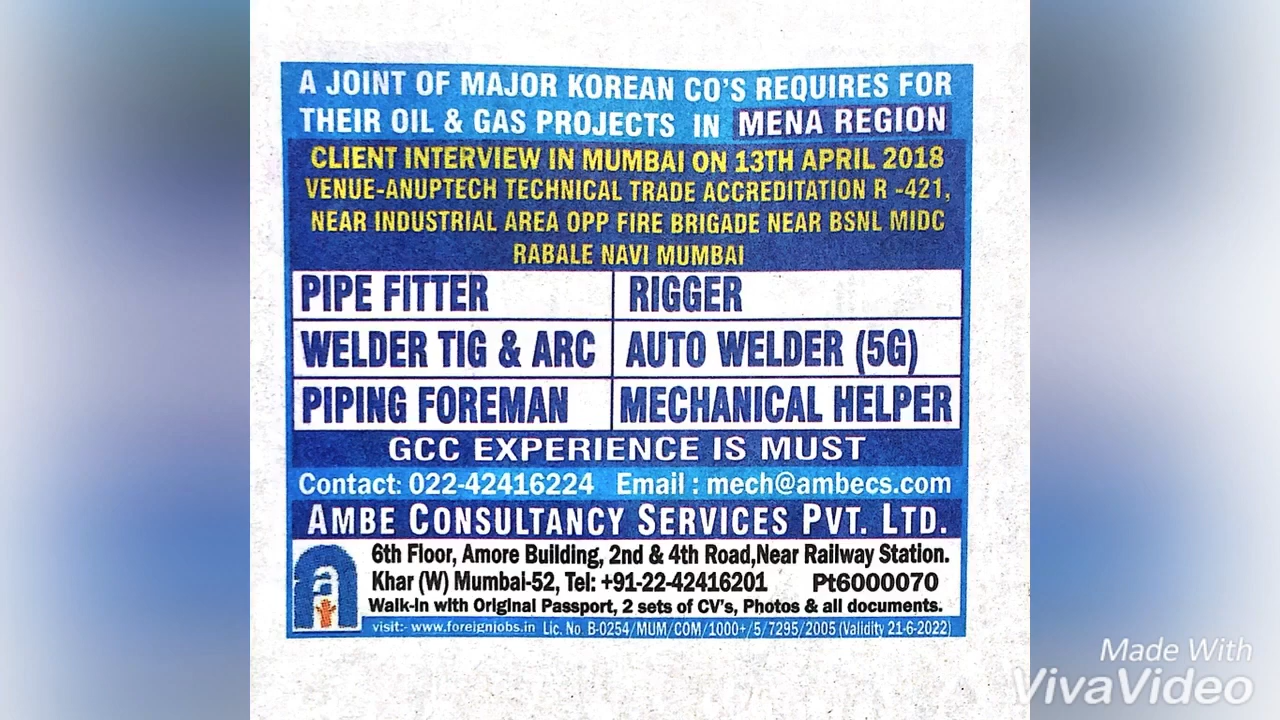 A JOINT OF MAJOR KOREAN CO'S REQUIRES FOR
THEIR OIL & GAS PROJECTS IN MENA REGION
CLIENT INTERVIEW IN MUMBAI ON 13TH APRIL 2018
VENUE-ANUPTECH TECHNICAL TRADE ACCREDITATION R -421,
NEAR INDUSTRIAL AREA OPP FIRE BRIGADE NEAR BSNL MIDC
RABALE NAVI MUMBAI
PIPE FITTER RIGGER
WELDER TIG & ARC AUTO WELDER (5G)
PIPING FOREMAN MECHANICAL HELPER
GCC EXPERIENCE IS MUST
Contact: 022-42416224 Email : mech@ambecs.com
AMBE CONSULTANCY SERVICES PVT. LTD.
6th Floor, Amore Building, 2nd & 4th Road,Near Railway Station.
Khar (W) Mumbai-52, Tel: +91-22-42416201 Pt6000070
Walk-in with Original Passport, 2 sets of CV's, Photos & all documents.
visit:- www.foreignjobs.in Lic. No. B-0254/MUM/COM/1000+/5/7295/2005 (Validity 21-6-2022)
Made With
VivaVideo